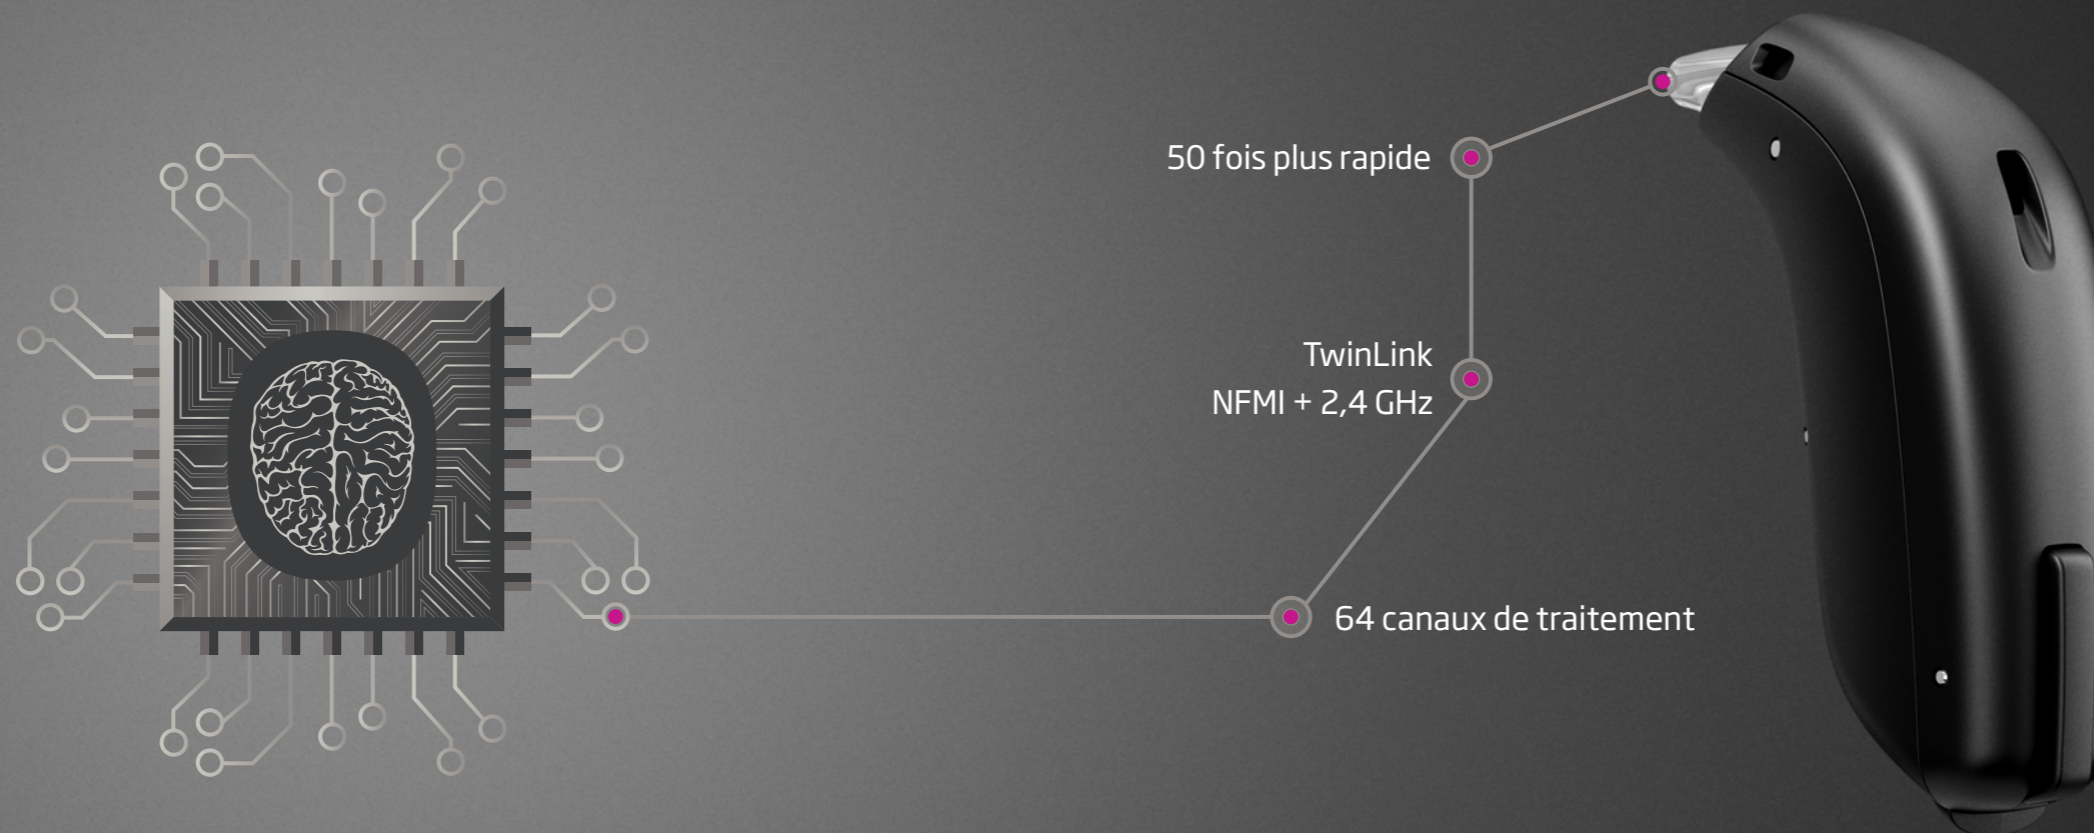 50 fois plus rapide
TwinLink
NFMI + 2,4 GHz
64 canaux de traitement